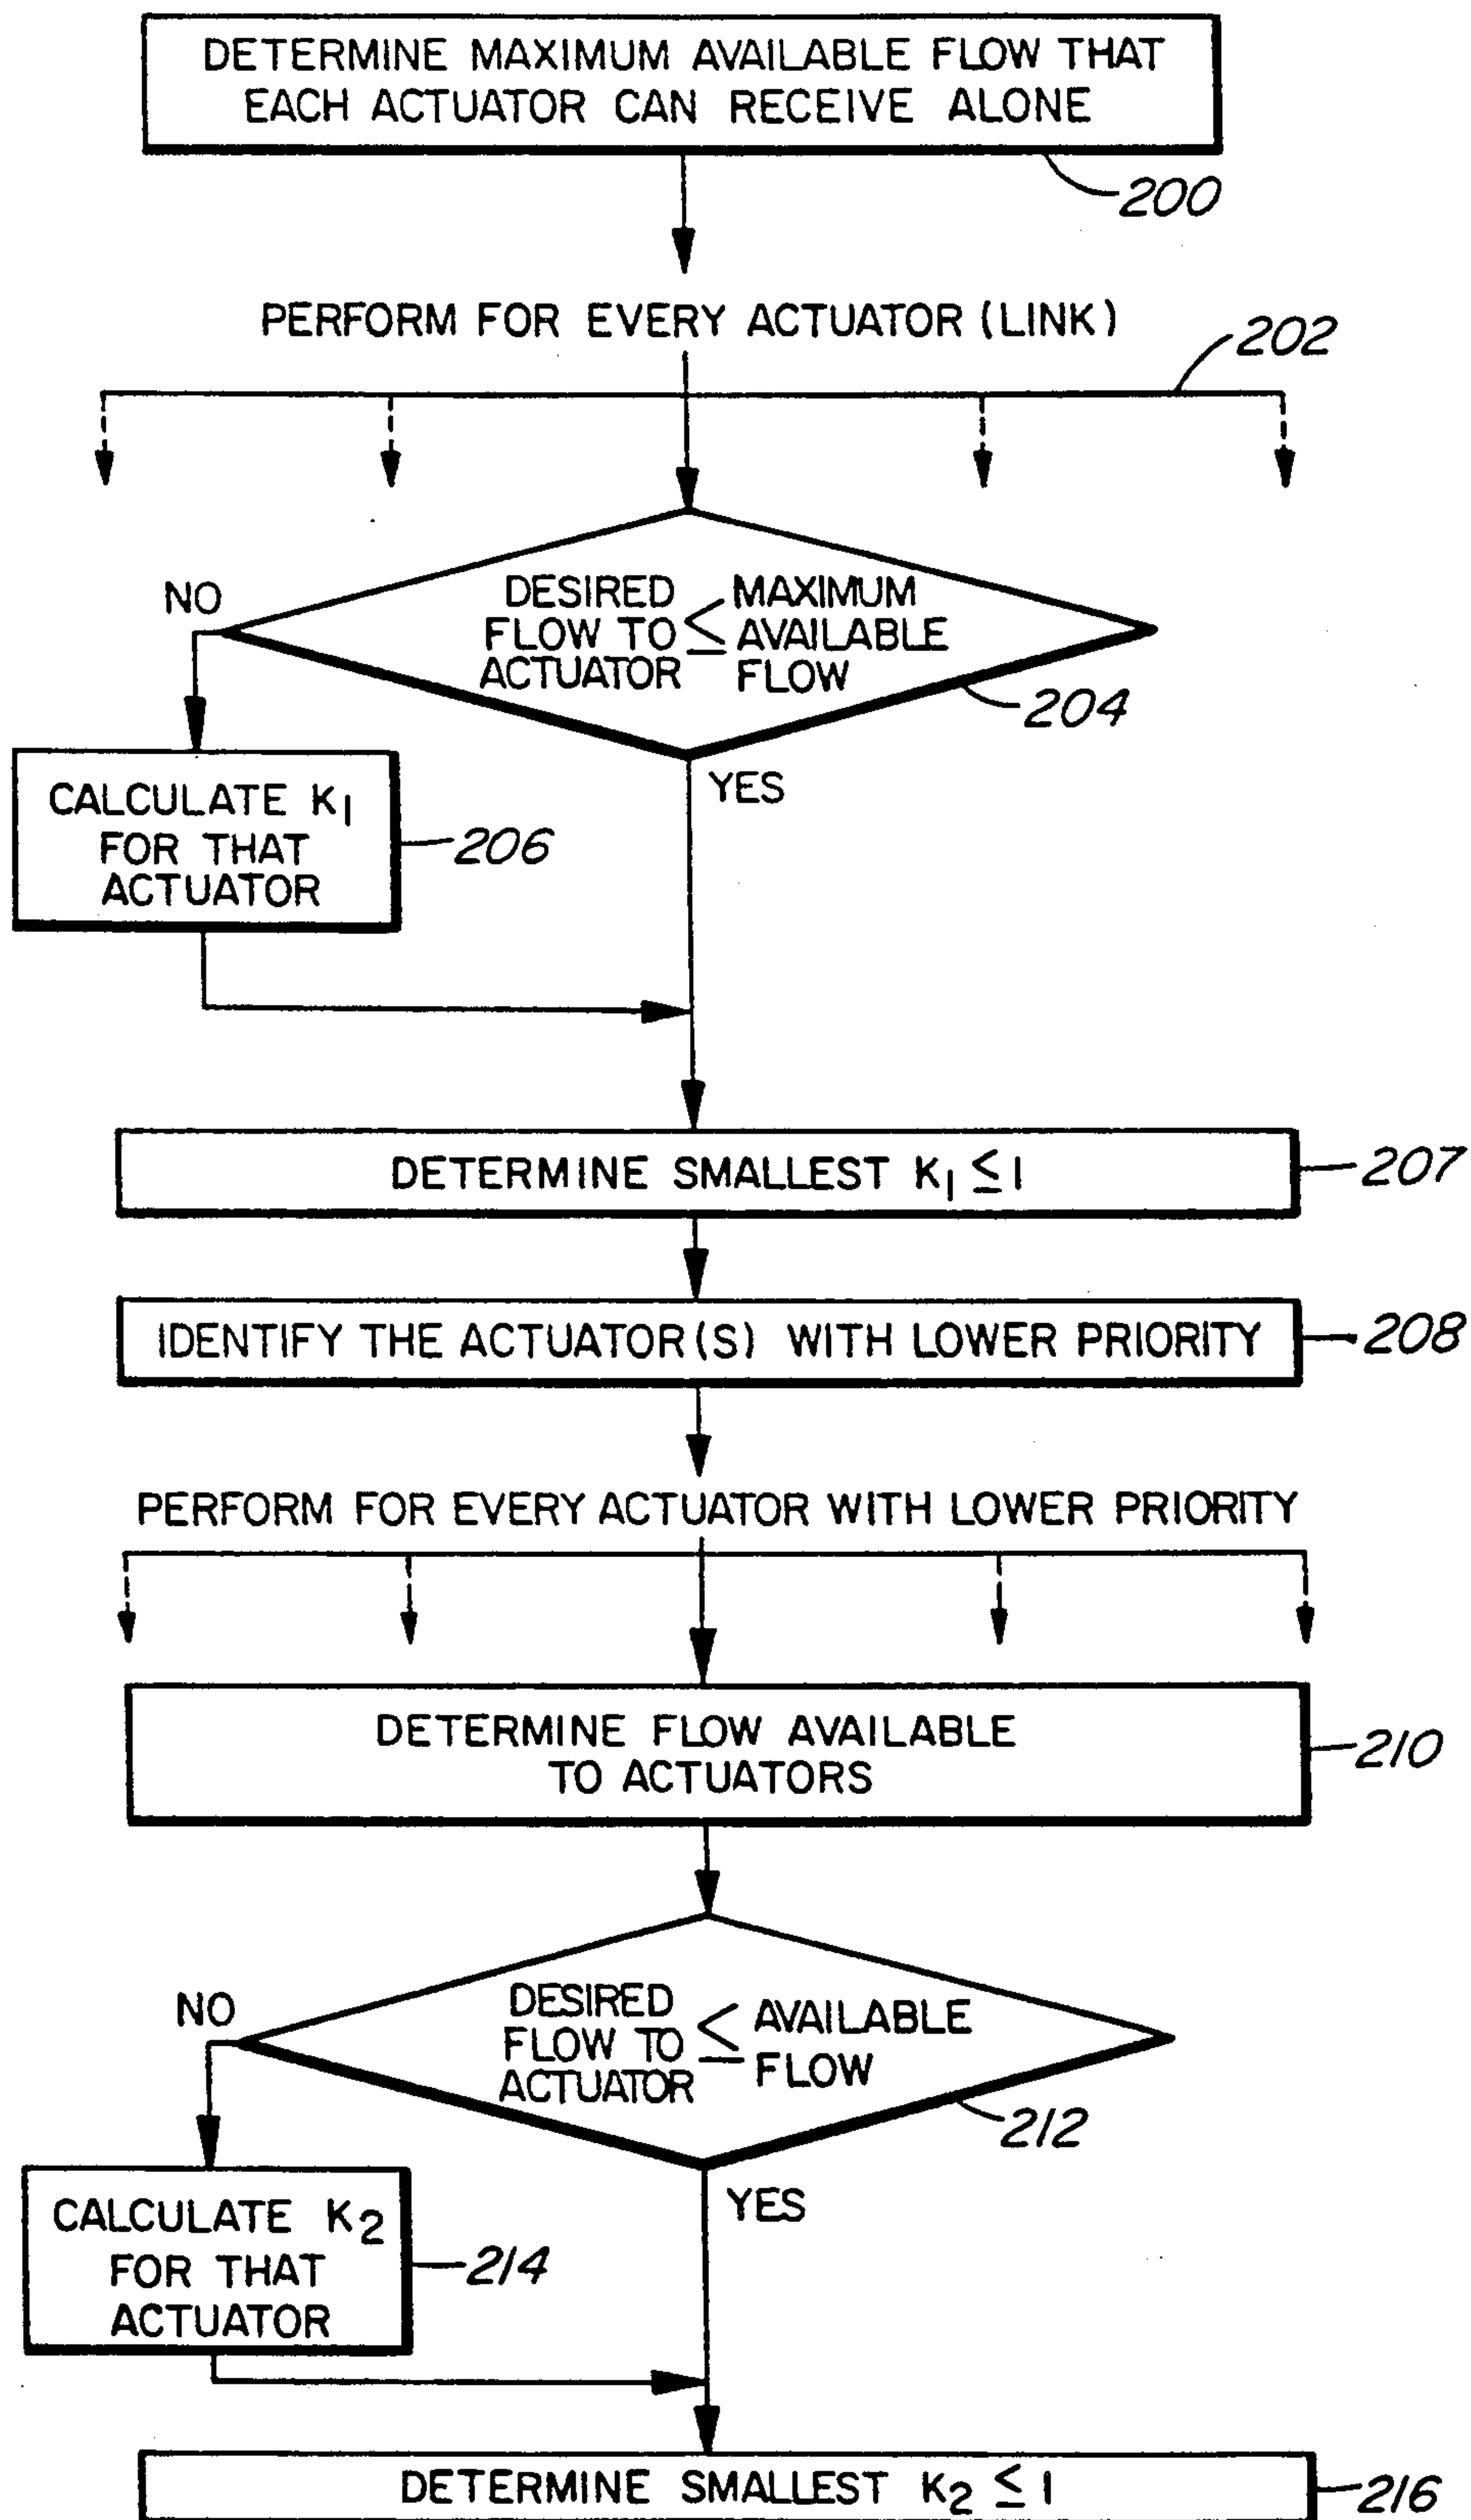 DETERMINE MAXIMUM AVAILABLE FLOW THAT
EACH ACTUATOR CAN RECEIVE ALONE
200
PERFORM FOR EVERY ACTUATOR (LINK)
202
NO
DESIRED
FLOW TO
ACTUATOR
≤
MAXIMUM
AVAILABLE
FLOW
204
YES
CALCULATE K1
FOR THAT
ACTUATOR
206
DETERMINE SMALLEST K1 ≤ 1
207
IDENTIFY THE ACTUATOR(S) WITH LOWER PRIORITY
208
PERFORM FOR EVERY ACTUATOR WITH LOWER PRIORITY
DETERMINE FLOW AVAILABLE
TO ACTUATORS
210
NO
DESIRED
FLOW TO
ACTUATOR
≤
AVAILABLE
FLOW
212
YES
CALCULATE K2
FOR THAT
ACTUATOR
214
DETERMINE SMALLEST K2 ≤ 1
216